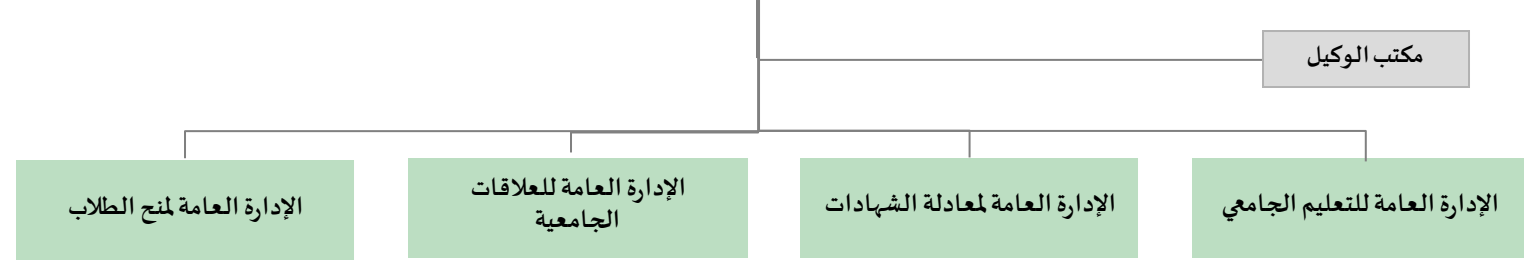 مكتب الوكيل
الإدارة العامة للتعليم الجامعي
الإدارة العامة لمعادلة الشهادات
الإدارة العامة للعلاقات
الجامعية
الإدارة العامة لمنح الطلاب